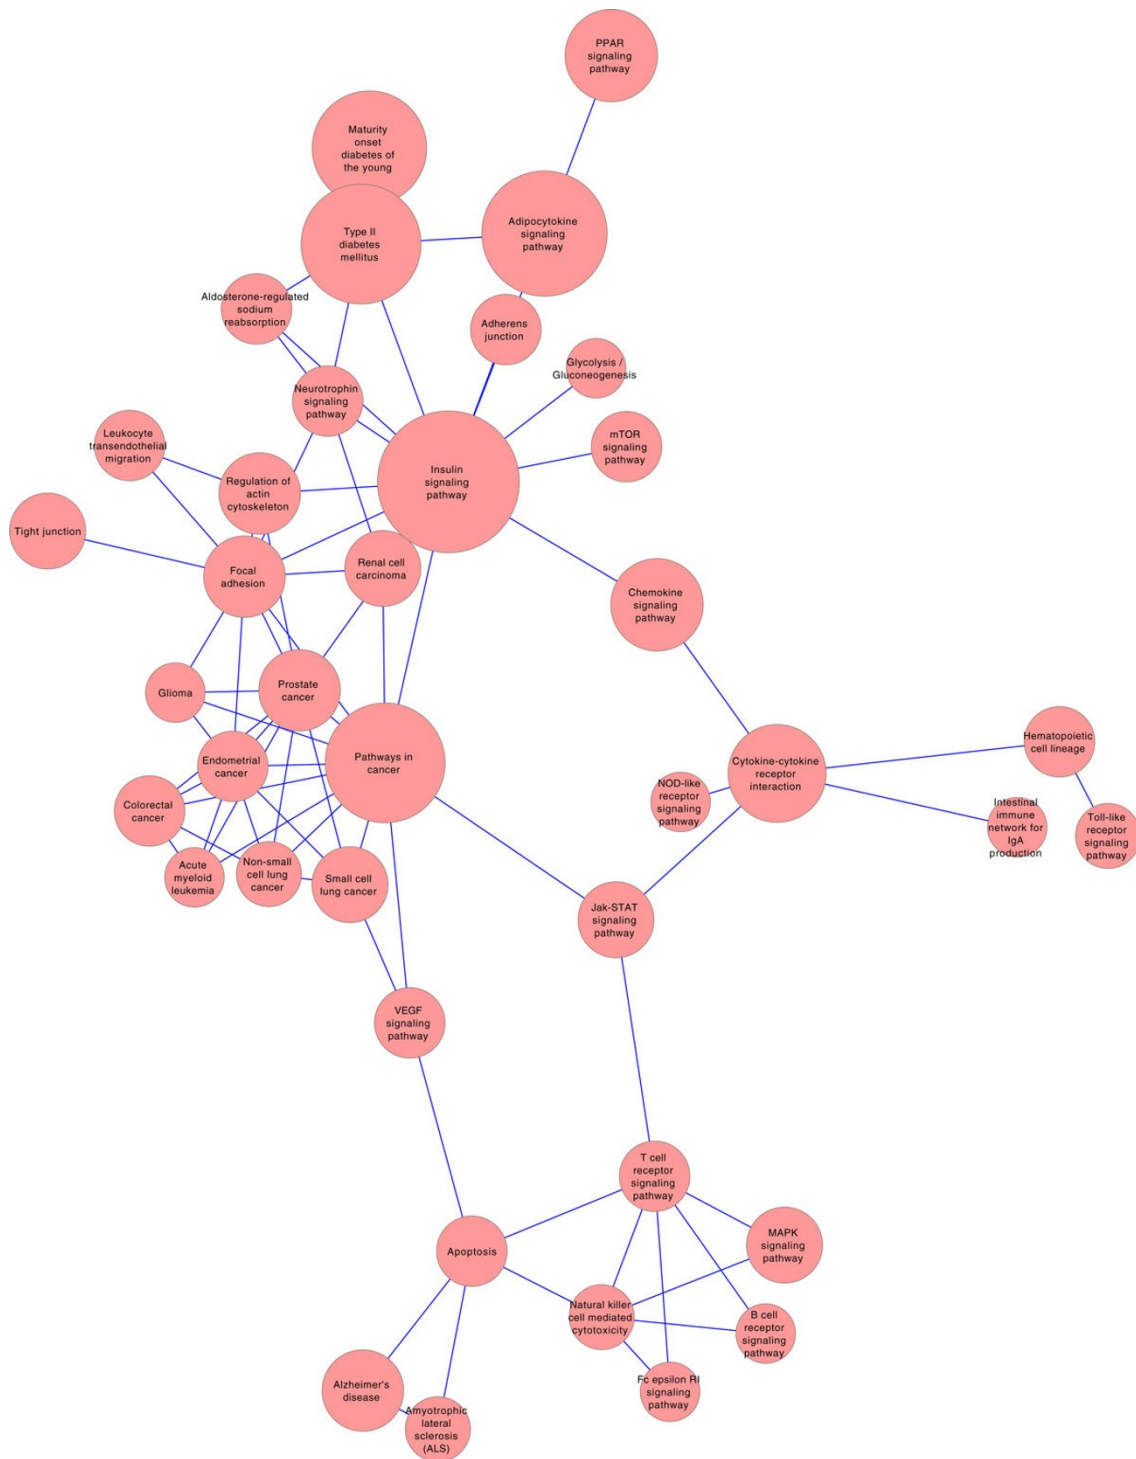 PPAR
signaling
pathway
Maturity
onset
diabetes of
the young
Type II
diabetes
mellitus
Adipocytokine
signaling
pathway
Aldosterone-regulated
sodium
reabsorption
Adherens
junction
Glycolysis /
Gluconeogenesis
Neurotrophin
signaling
pathway
Leukocyte
transendothelial
migration
mTOR
signaling
pathway
Insulin
signaling
pathway
Regulation of
actin
cytoskeleton
Tight junction
Focal
adhesion
Renal cell
carcinoma
Chemokine
signaling
pathway
Glioma
Prostate
cancer
Endometrial
cancer
Pathways in
cancer
Cytokine-cytokine
receptor
interaction
Hematopoietic
cell lineage
NOD-like
receptor
signaling
pathway
Intestinal
immune
network for
IgA
production
Toll-like
receptor
signaling
pathway
Colorectal
cancer
Acute
myeloid
leukemia
Non-small
cell lung
cancer
Small cell
lung cancer
Jak-STAT
signaling
pathway
VEGF
signaling
pathway
T cell
receptor
signaling
pathway
MAPK
signaling
pathway
Apoptosis
Natural killer
cell mediated
cytotoxicity
B cell
receptor
signaling
pathway
Fc epsilon RI
signaling
pathway
Alzheimer's
disease
Amyotrophic
lateral
sclerosis
(ALS)